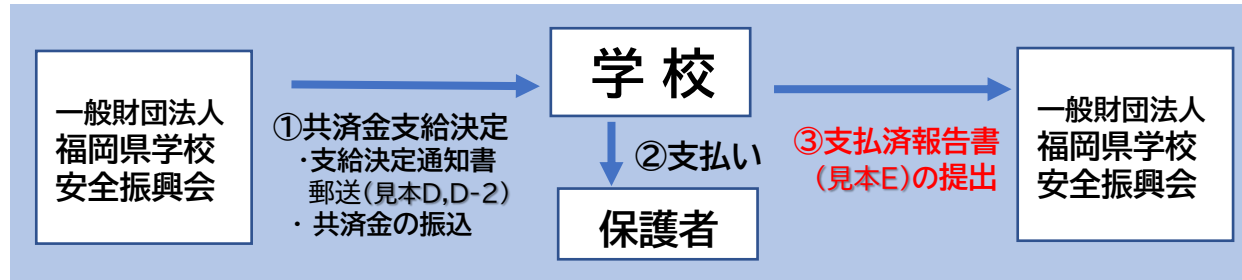 一般財団法人
福岡県学校
安全振興会
①共済金支給決定
・支給決定通知書
郵送(見本D,D-2)
・ 共済金の振込
学 校
②支払い
保護者
③支払済報告書
(見本E)の提出
一般財団法人
福岡県学校
安全振興会